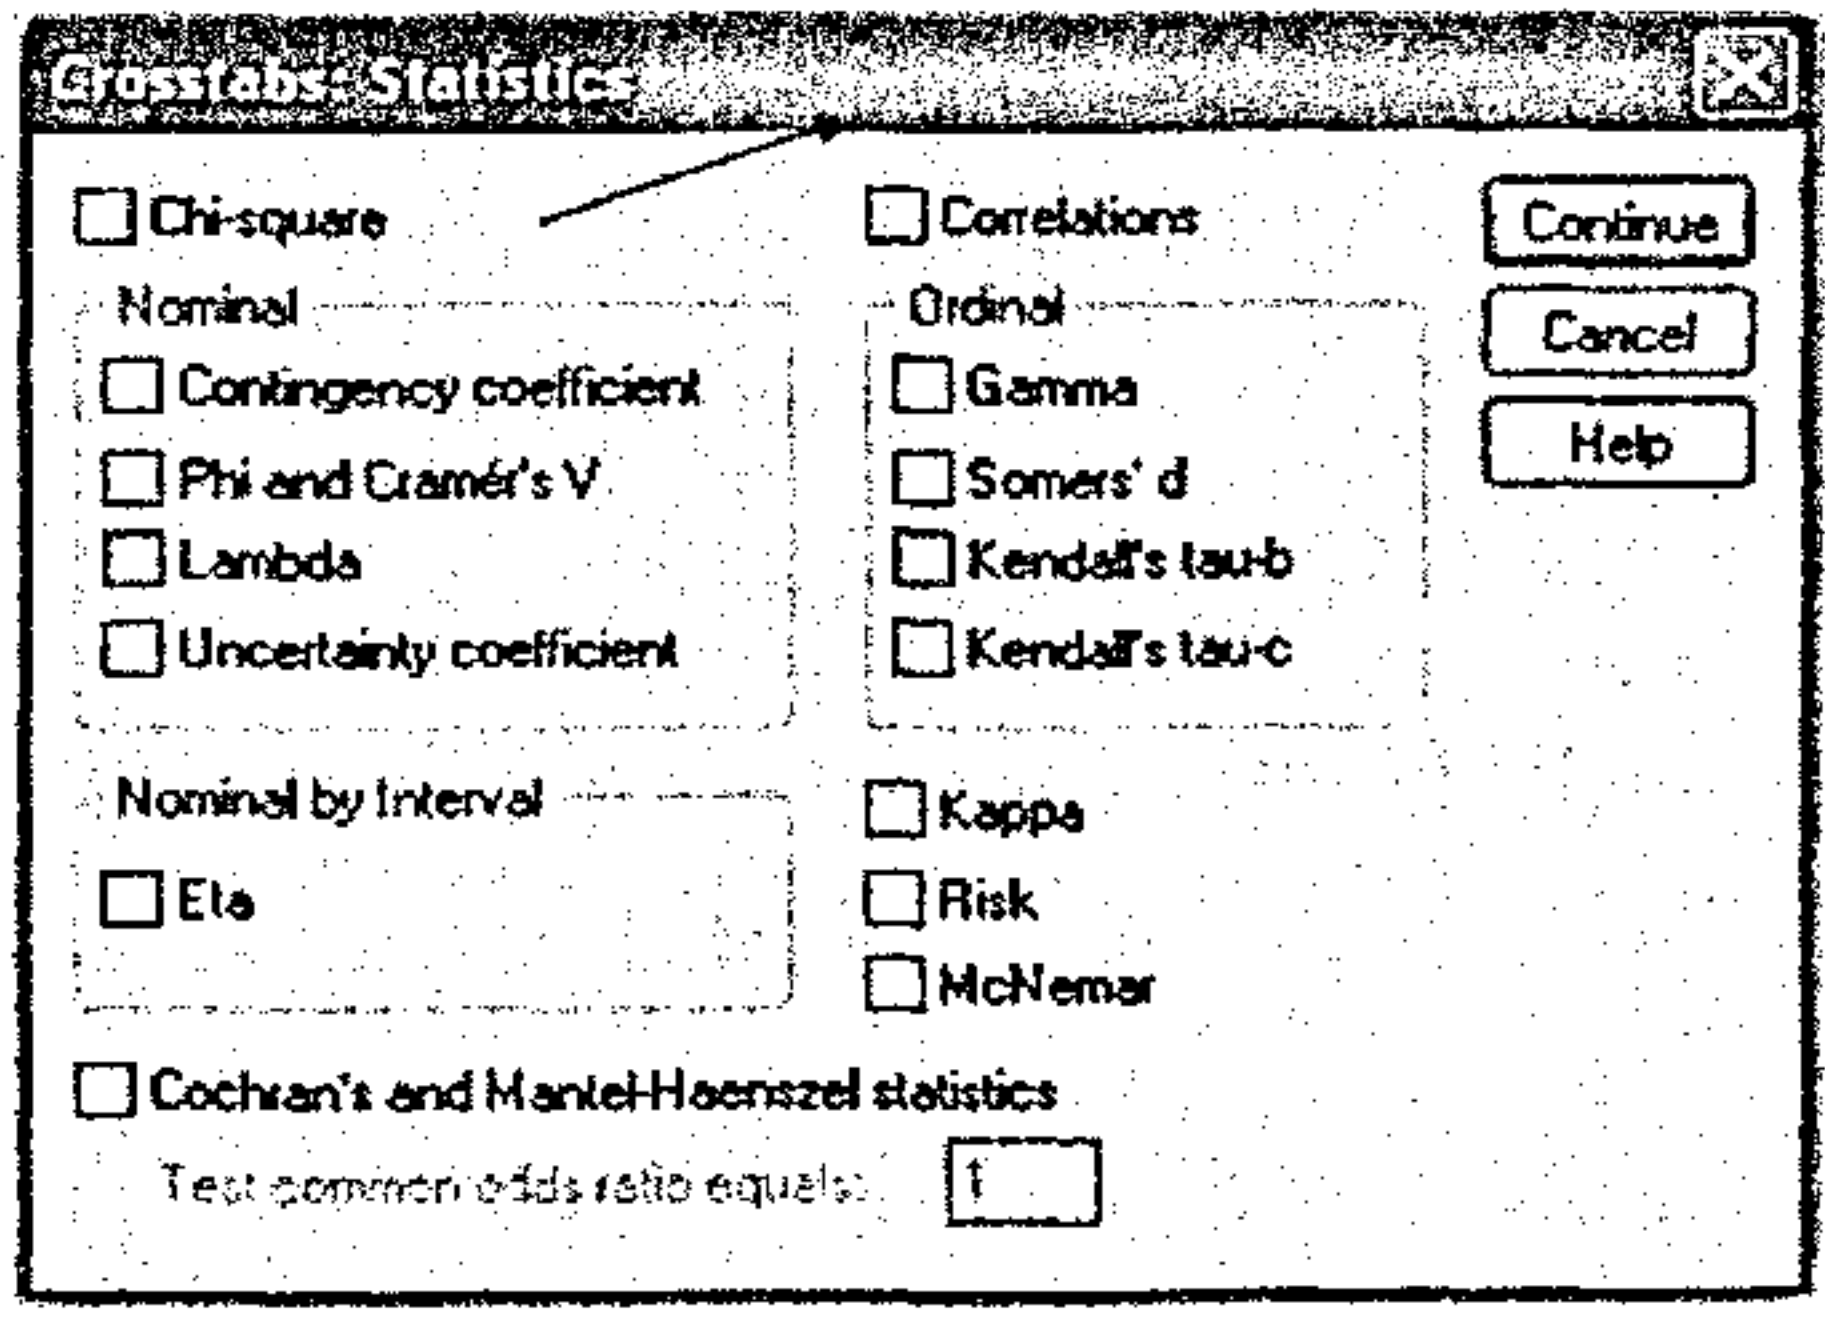 Crosstabs: Statistics
Chi-square
Correlations
Continue
Cancel
Help
Nominal
Contingency coefficient
Phi and Cramér's V
Lambda
Uncertainty coefficient
Ordinal
Gamma
Somers' d
Kendall's tau-b
Kendall's tau-c
Nominal by Interval
Eta
Kappa
Risk
McNemar
Cochran's and Mantel-Haenszel statistics
Test common odds ratio equals: 1